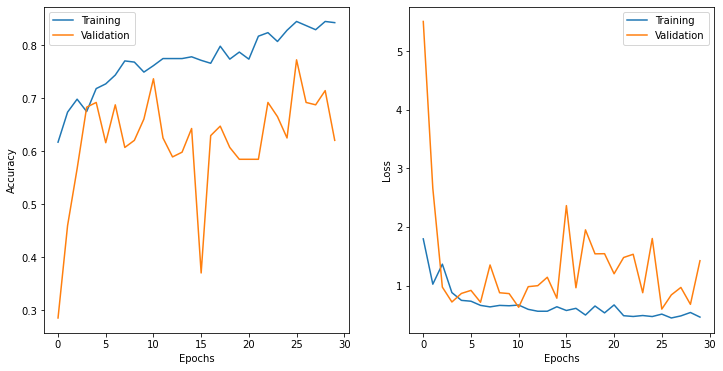 Training
Validation
0.8
0.7
0.6
0.5
0.4
0.3
Accuracy
0 5 10 15 20 25 30
Epochs
Training
Validation
5
4
3
2
1
Loss
0 5 10 15 20 25 30
Epochs